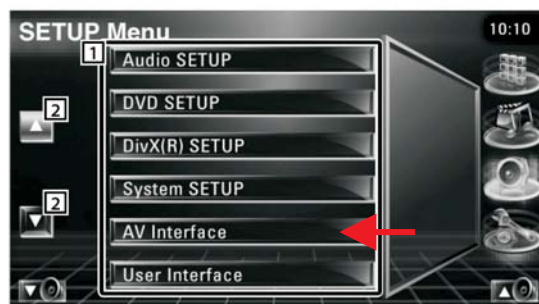 SETUP Menu
10:10
1
Audio SETUP
2
DVD SETUP
DivX(R) SETUP
System SETUP
2
AV Interface
User Interface